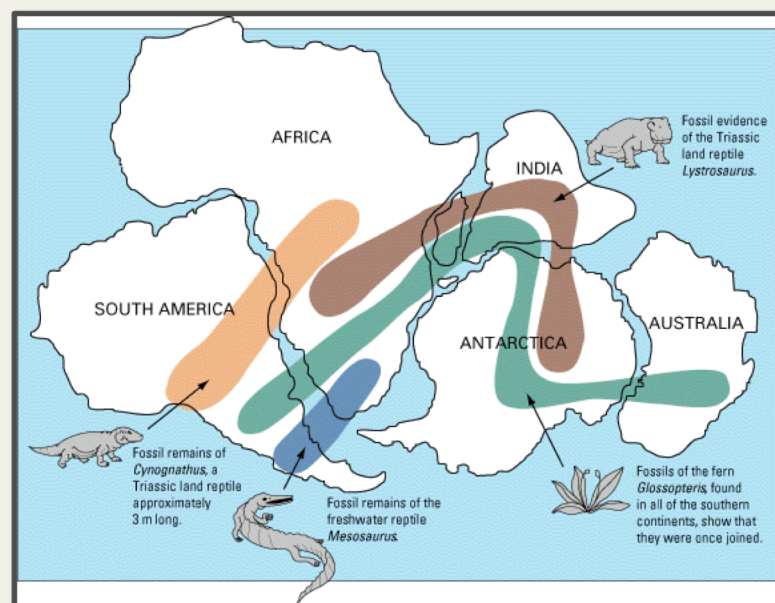 AFRICA
INDIA
Fossil evidence
of the Triassic
land reptile
Lystrosaurus.
SOUTH AMERICA
ANTARCTICA
AUSTRALIA
Fossil remains of
Cynognathus, a
Triassic land reptile
approximately
3 m long.
Fossil remains of the
freshwater reptile
Mesosaurus.
Fossils of the fern
Glossopteris, found
in all of the southern
continents, show that
they were once joined.